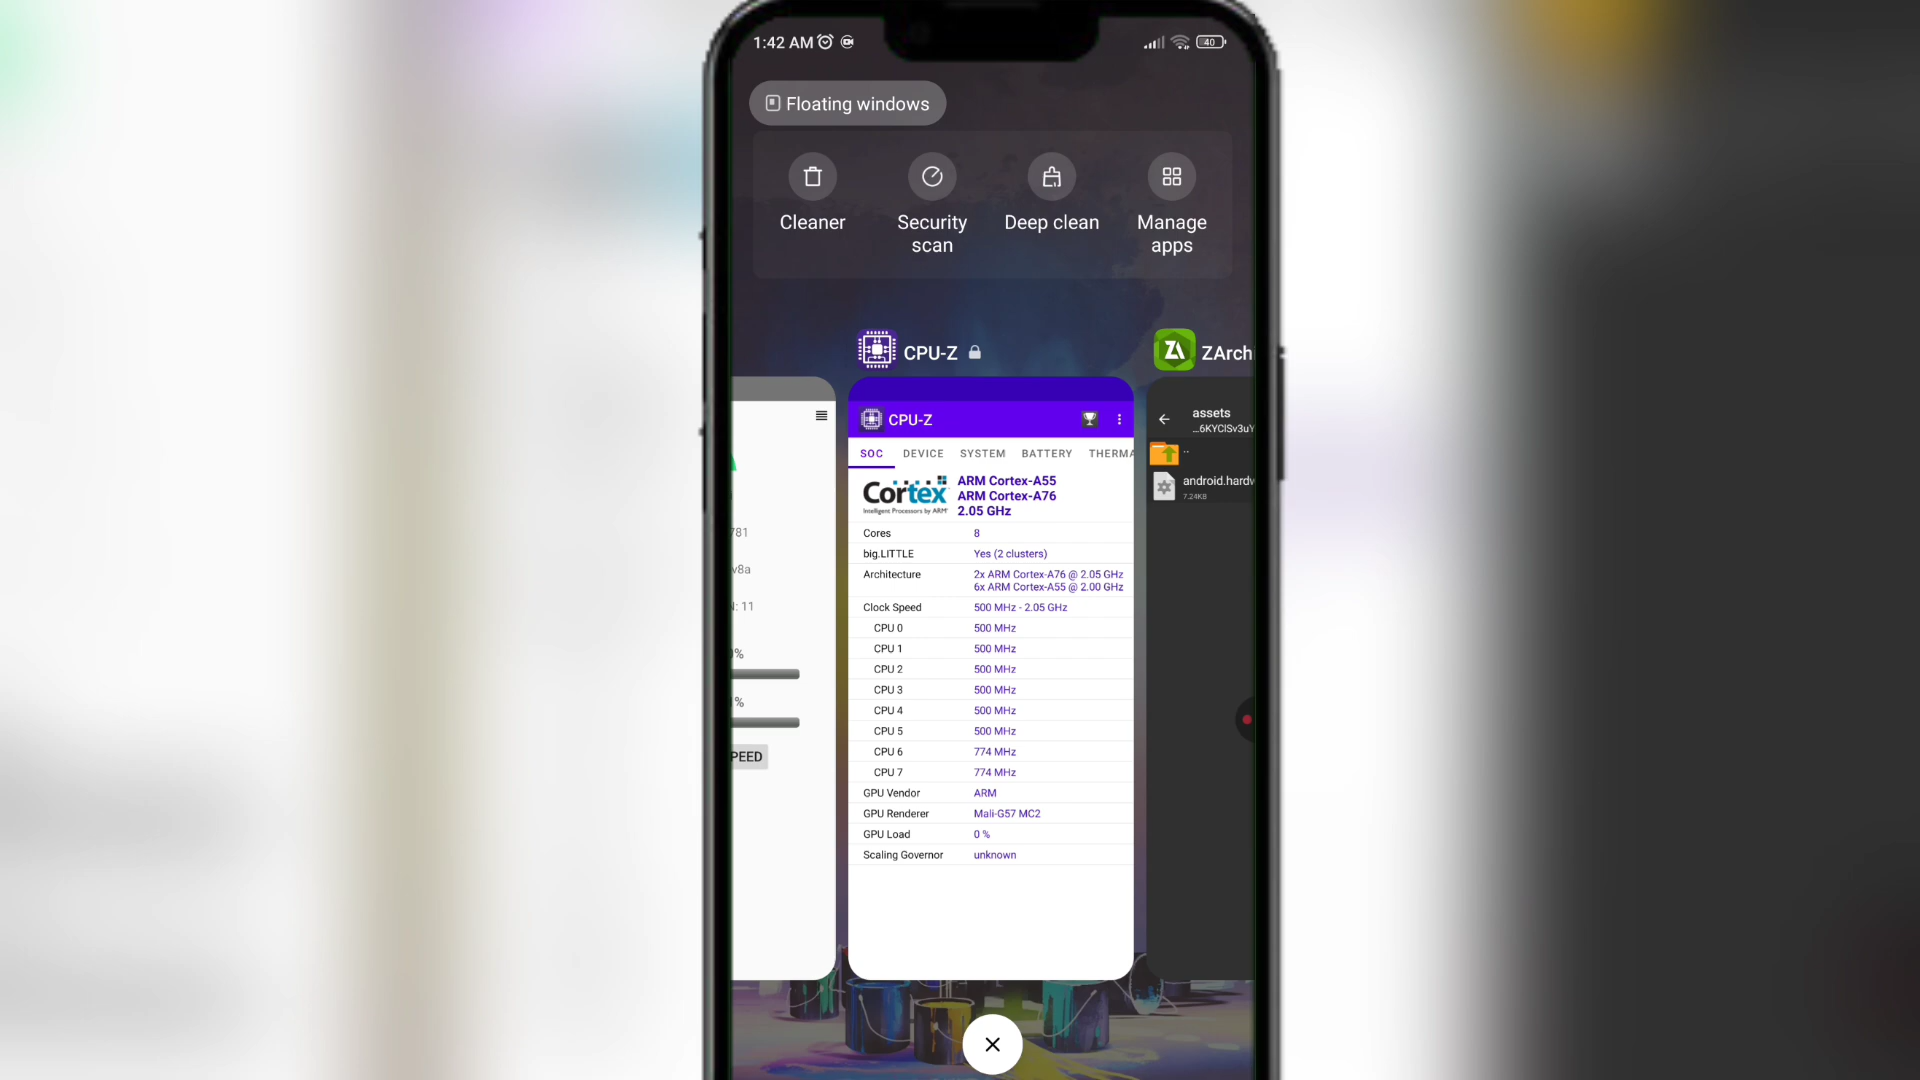 1:42 AM
40
Floating windows
Cleaner
Security scan
Deep clean
Manage apps
CPU-Z
ZArch
781
v8a
: 11
%
%
PEED
CPU-Z
SOC DEVICE SYSTEM BATTERY THERMA
Cortex
Intelligent Processors by ARM
ARM Cortex-A55
ARM Cortex-A76
2.05 GHz
Cores 8
big.LITTLE Yes (2 clusters)
Architecture 2x ARM Cortex-A76 @ 2.05 GHz
6x ARM Cortex-A55 @ 2.00 GHz
Clock Speed 500 MHz - 2.05 GHz
CPU 0 500 MHz
CPU 1 500 MHz
CPU 2 500 MHz
CPU 3 500 MHz
CPU 4 500 MHz
CPU 5 500 MHz
CPU 6 774 MHz
CPU 7 774 MHz
GPU Vendor ARM
GPU Renderer Mali-G57 MC2
GPU Load 0 %
Scaling Governor unknown
ZA
assets
..
android.hardw
7.24KB